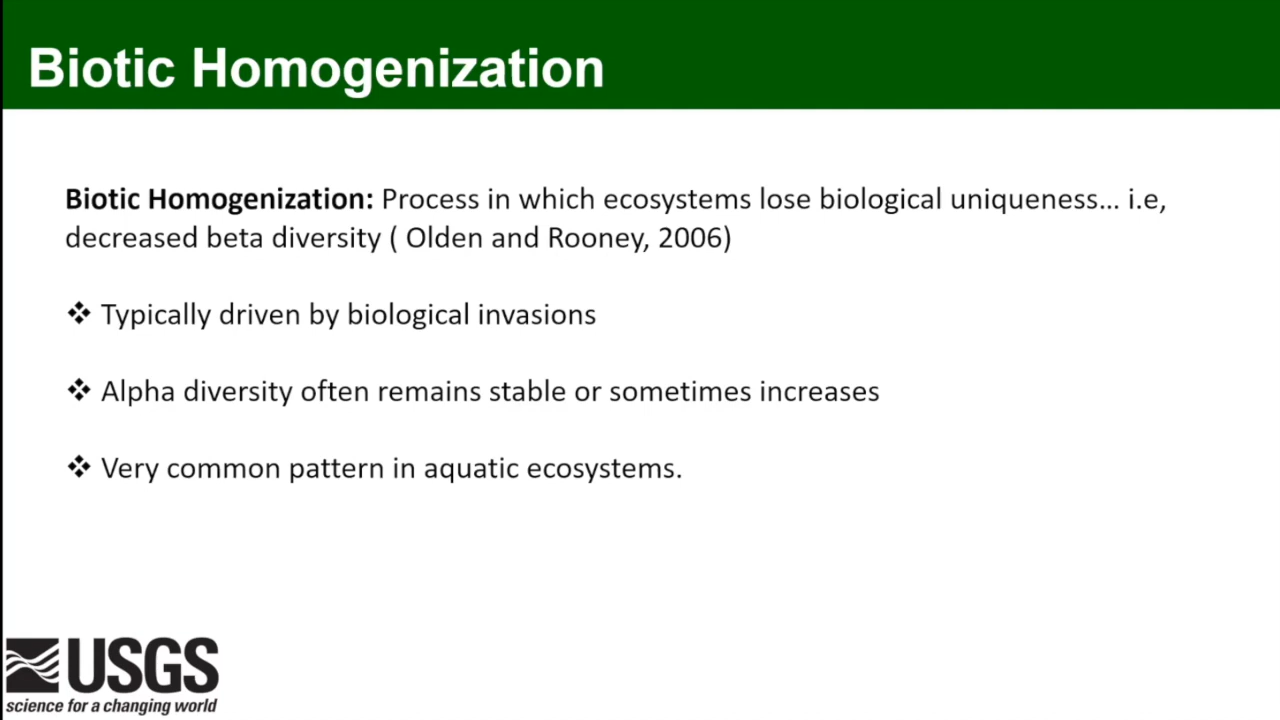 Biotic Homogenization
Biotic Homogenization: Process in which ecosystems lose biological uniqueness... i.e,
decreased beta diversity ( Olden and Rooney, 2006)
❖ Typically driven by biological invasions
❖ Alpha diversity often remains stable or sometimes increases
❖ Very common pattern in aquatic ecosystems.
USGS
science for a changing world